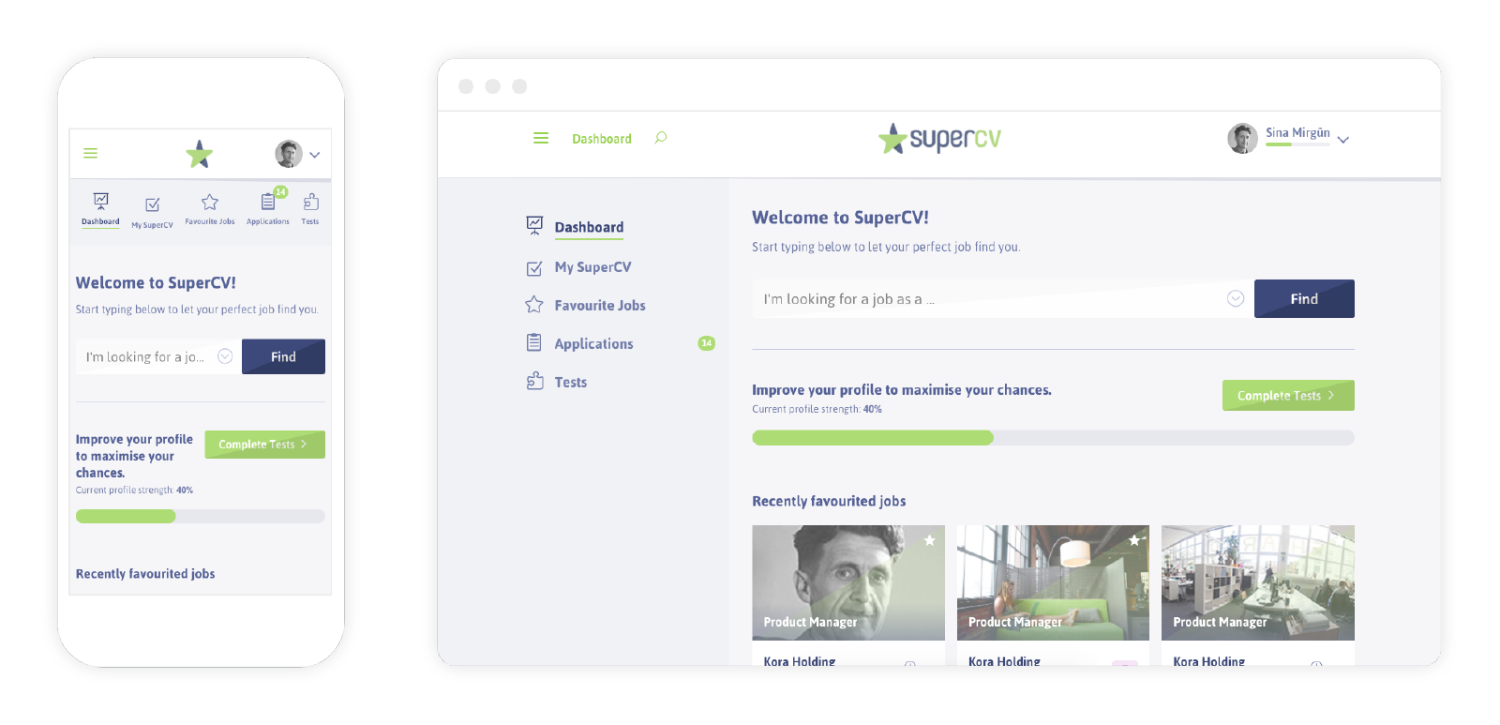 14
Dashboard
My SuperCV
Favourite Jobs
Applications
Tests
Welcome to SuperCV!
Start typing below to let your perfect job find you.
I'm looking for a jo...
Find
Improve your profile
to maximise your
chances.
Complete Tests >
Current profile strength: 40%
Recently favourited jobs
Dashboard
superCV
Sina Mirgûn
Dashboard
My SuperCV
Favourite Jobs
Applications
14
Tests
Welcome to SuperCV!
Start typing below to let your perfect job find you.
I'm looking for a job as a ...
Find
Improve your profile to maximise your chances.
Current profile strength: 40%
Complete Tests >
Recently favourited jobs
Product Manager
Product Manager
Product Manager
Kora Holding
Kora Holding
Kora Holding